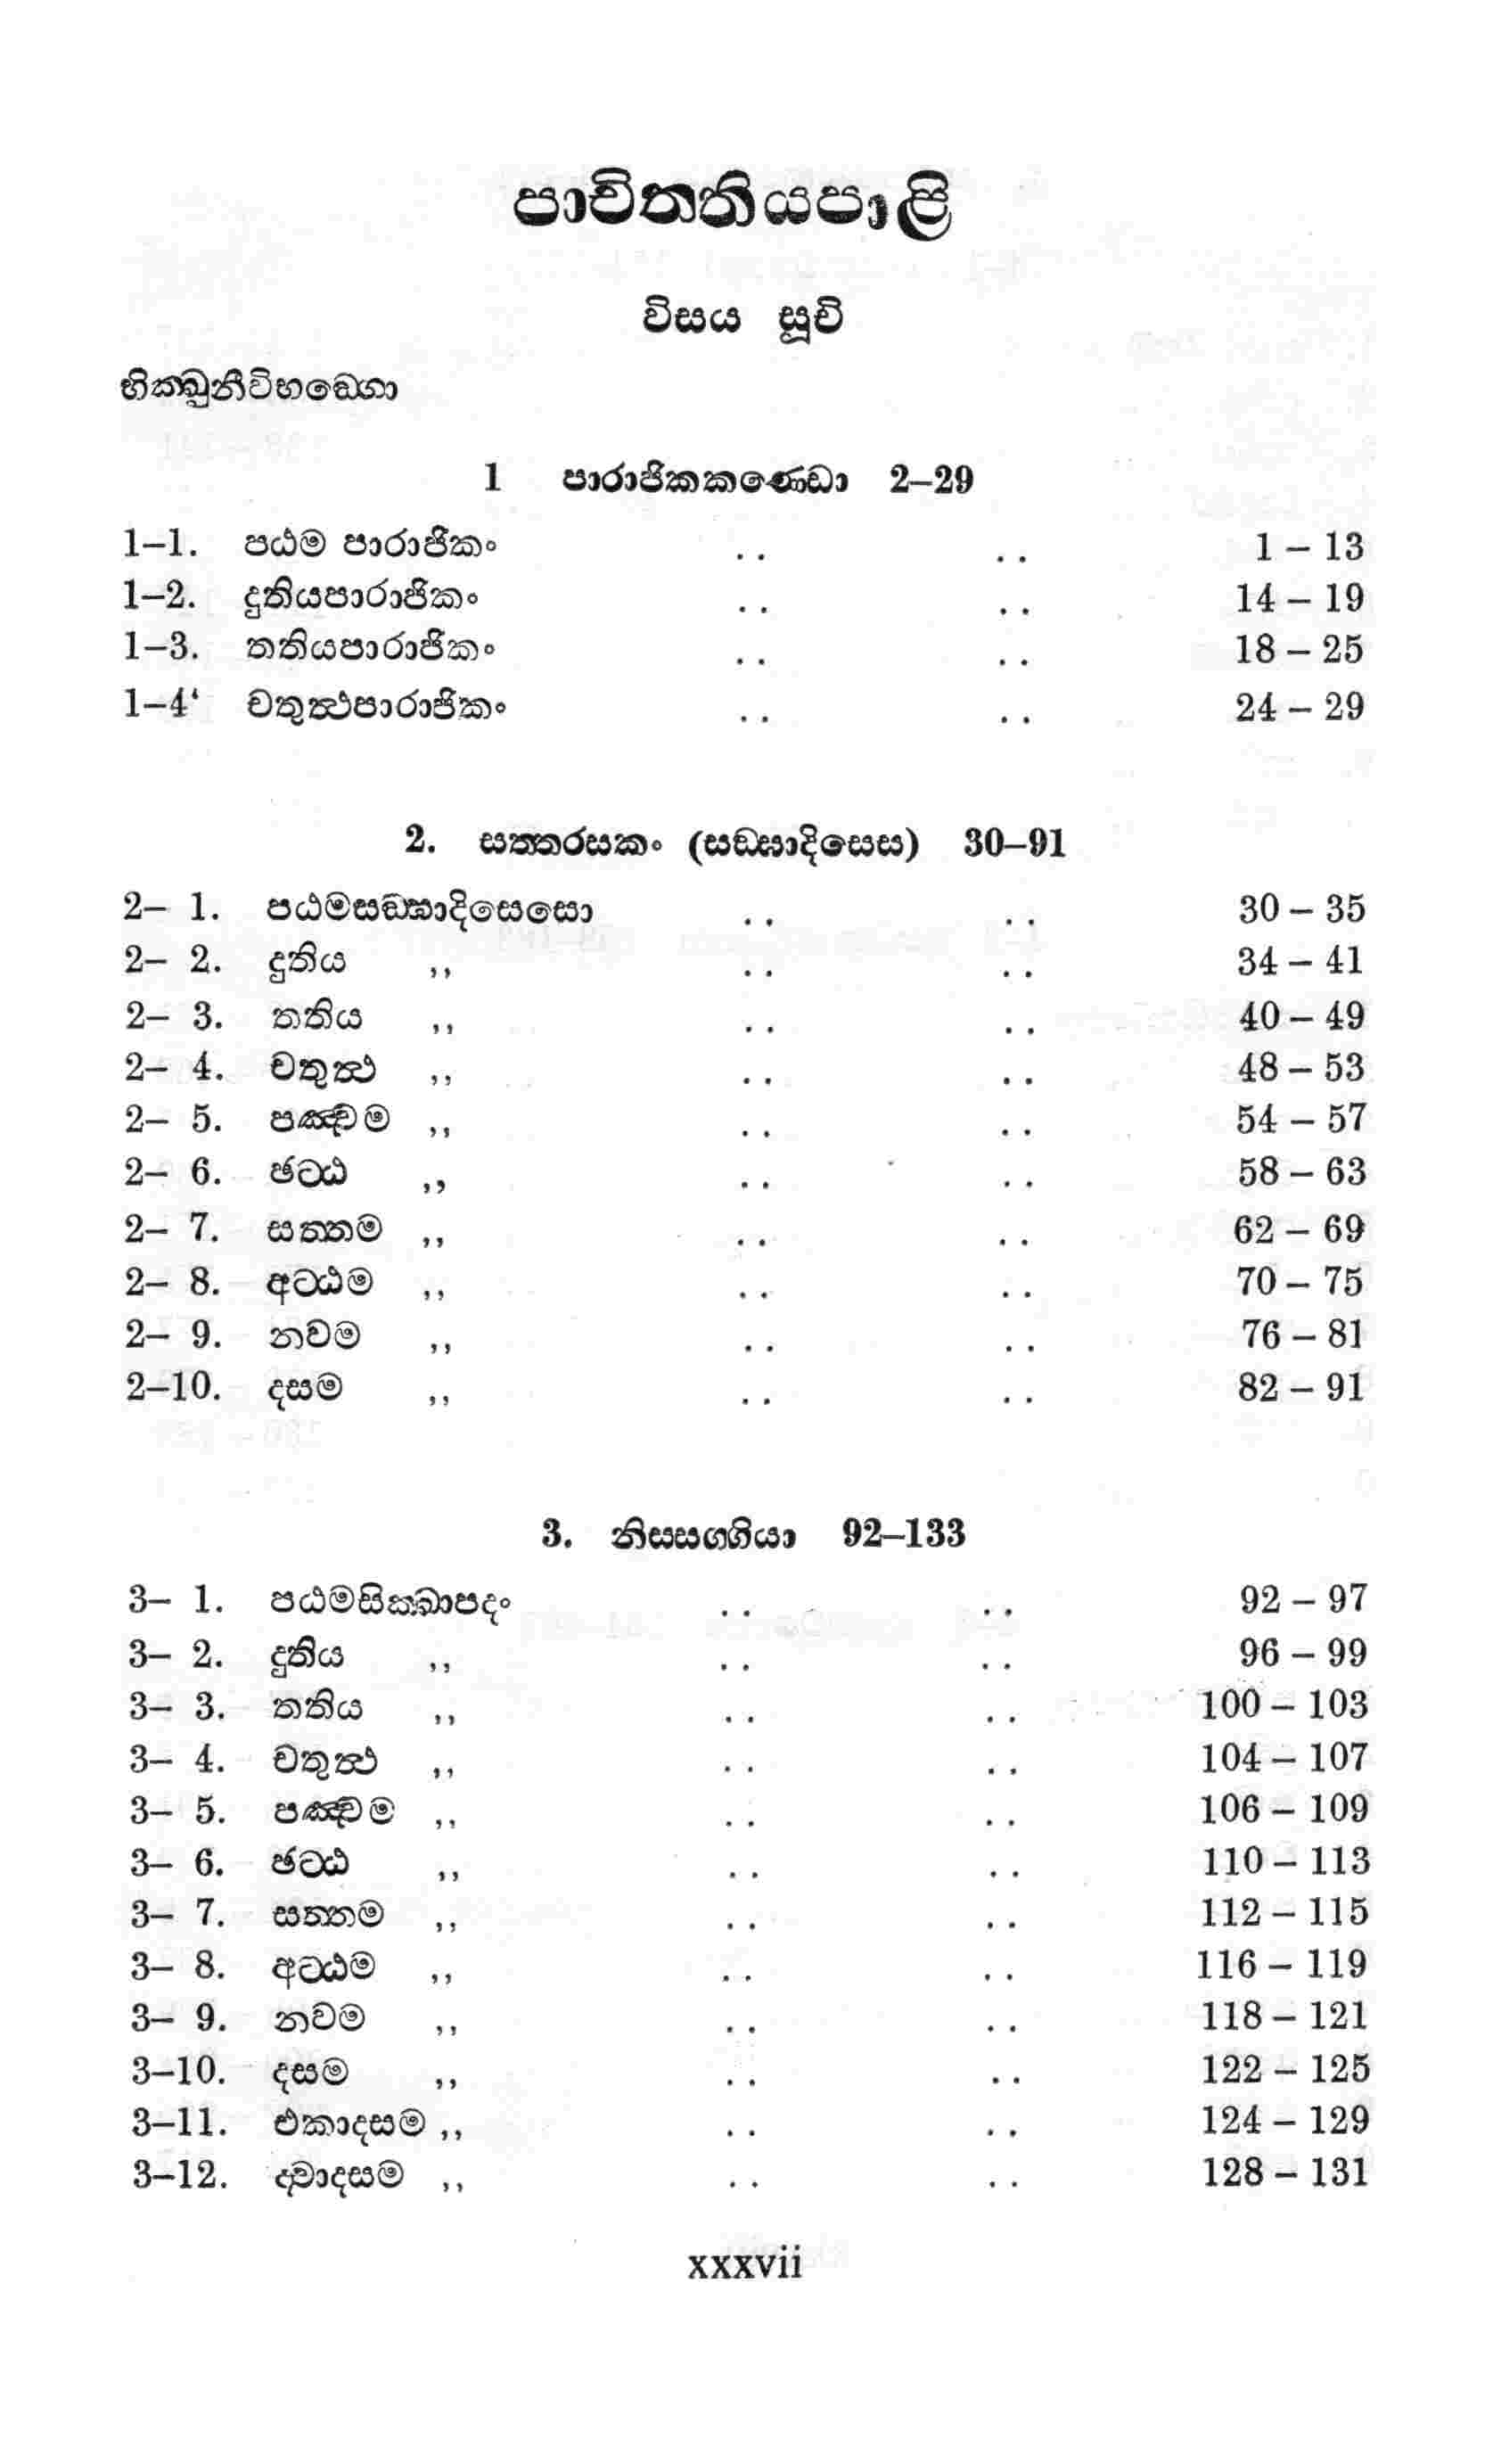 පාචිත්තියපාළි
විසය සූචි
භික්ඛුනීවිභඞ්ගො
1 පාරාජිකකණ්ඩො 2–29
1–1. පඨම පාරාජිකං .. .. 1 – 13
1–2. දුතියපාරාජිකං .. .. 14 – 19
1–3. තතියපාරාජිකං .. .. 18 – 25
1–4‘ චතුත්ථපාරාජිකං .. .. 24 – 29
2. සත්තරසකං (සඞ්ඝාදිසෙස) 30–91
2– 1. පඨමසඞ්ඝාදිසෙසො .. .. 30 – 35
2– 2. දුතිය ,, .. .. 34 – 41
2– 3. තතිය ,, .. .. 40 – 49
2– 4. චතුත්ථ ,, .. .. 48 – 53
2– 5. පඤ්චම ,, .. .. 54 – 57
2– 6. ඡට්ඨ ,, .. .. 58 – 63
2– 7. සත්තම ,, .. .. 62 – 69
2– 8. අට්ඨම ,, .. .. 70 – 75
2– 9. නවම ,, .. .. 76 – 81
2–10. දසම ,, .. .. 82 – 91
3. නිස්සග්ගියා 92–133
3– 1. පඨමසික්ඛාපදං .. .. 92 – 97
3– 2. දුතිය ,, .. .. 96 – 99
3– 3. තතිය ,, .. .. 100 – 103
3– 4. චතුත්ථ ,, .. .. 104 – 107
3– 5. පඤ්චම ,, .. .. 106 – 109
3– 6. ඡට්ඨ ,, .. .. 110 – 113
3– 7. සත්තම ,, .. .. 112 – 115
3– 8. අට්ඨම ,, .. .. 116 – 119
3– 9. නවම ,, .. .. 118 – 121
3–10. දසම ,, .. .. 122 – 125
3–11. එකාදසම ,, .. .. 124 – 129
3–12. ද්වාදසම ,, .. .. 128 – 131
xxxvii